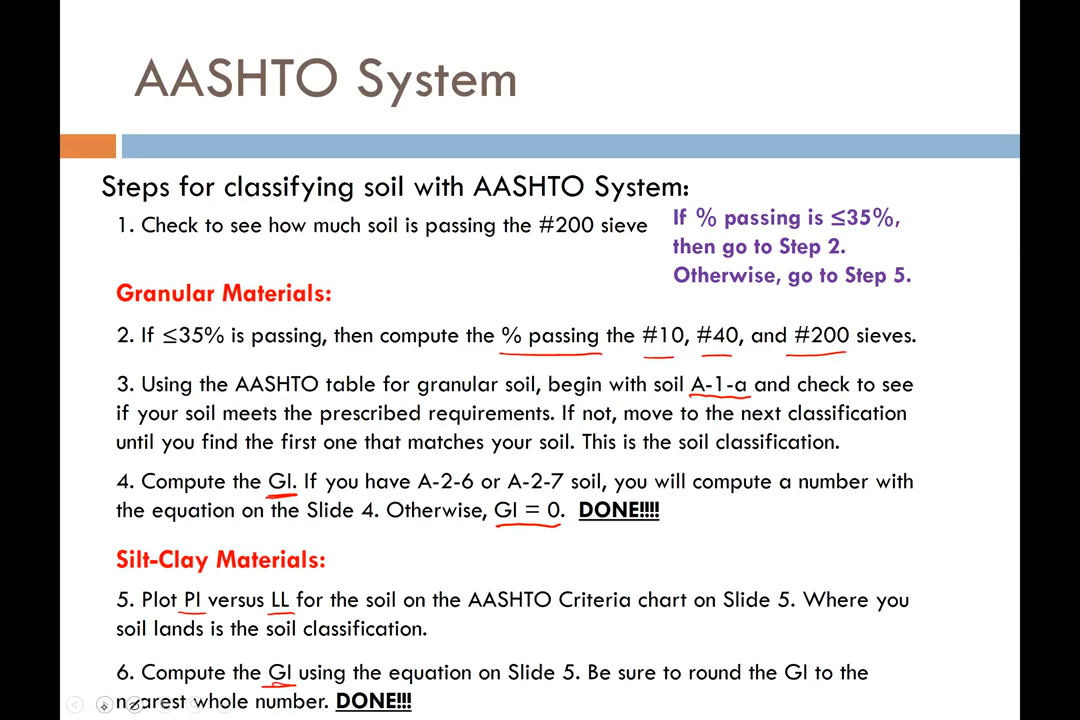 AASHTO System
Steps for classifying soil with AASHTO System:
1. Check to see how much soil is passing the #200 sieve
If % passing is ≤35%,
then go to Step 2.
Otherwise, go to Step 5.
Granular Materials:
2. If ≤35% is passing, then compute the % passing the #10, #40, and #200 sieves.
3. Using the AASHTO table for granular soil, begin with soil A-1-a and check to see
if your soil meets the prescribed requirements. If not, move to the next classification
until you find the first one that matches your soil. This is the soil classification.
4. Compute the GI. If you have A-2-6 or A-2-7 soil, you will compute a number with
the equation on the Slide 4. Otherwise, GI = 0. DONE!!!!
Silt-Clay Materials:
5. Plot PI versus LL for the soil on the AASHTO Criteria chart on Slide 5. Where you
soil lands is the soil classification.
6. Compute the GI using the equation on Slide 5. Be sure to round the GI to the
nearest whole number. DONE!!!